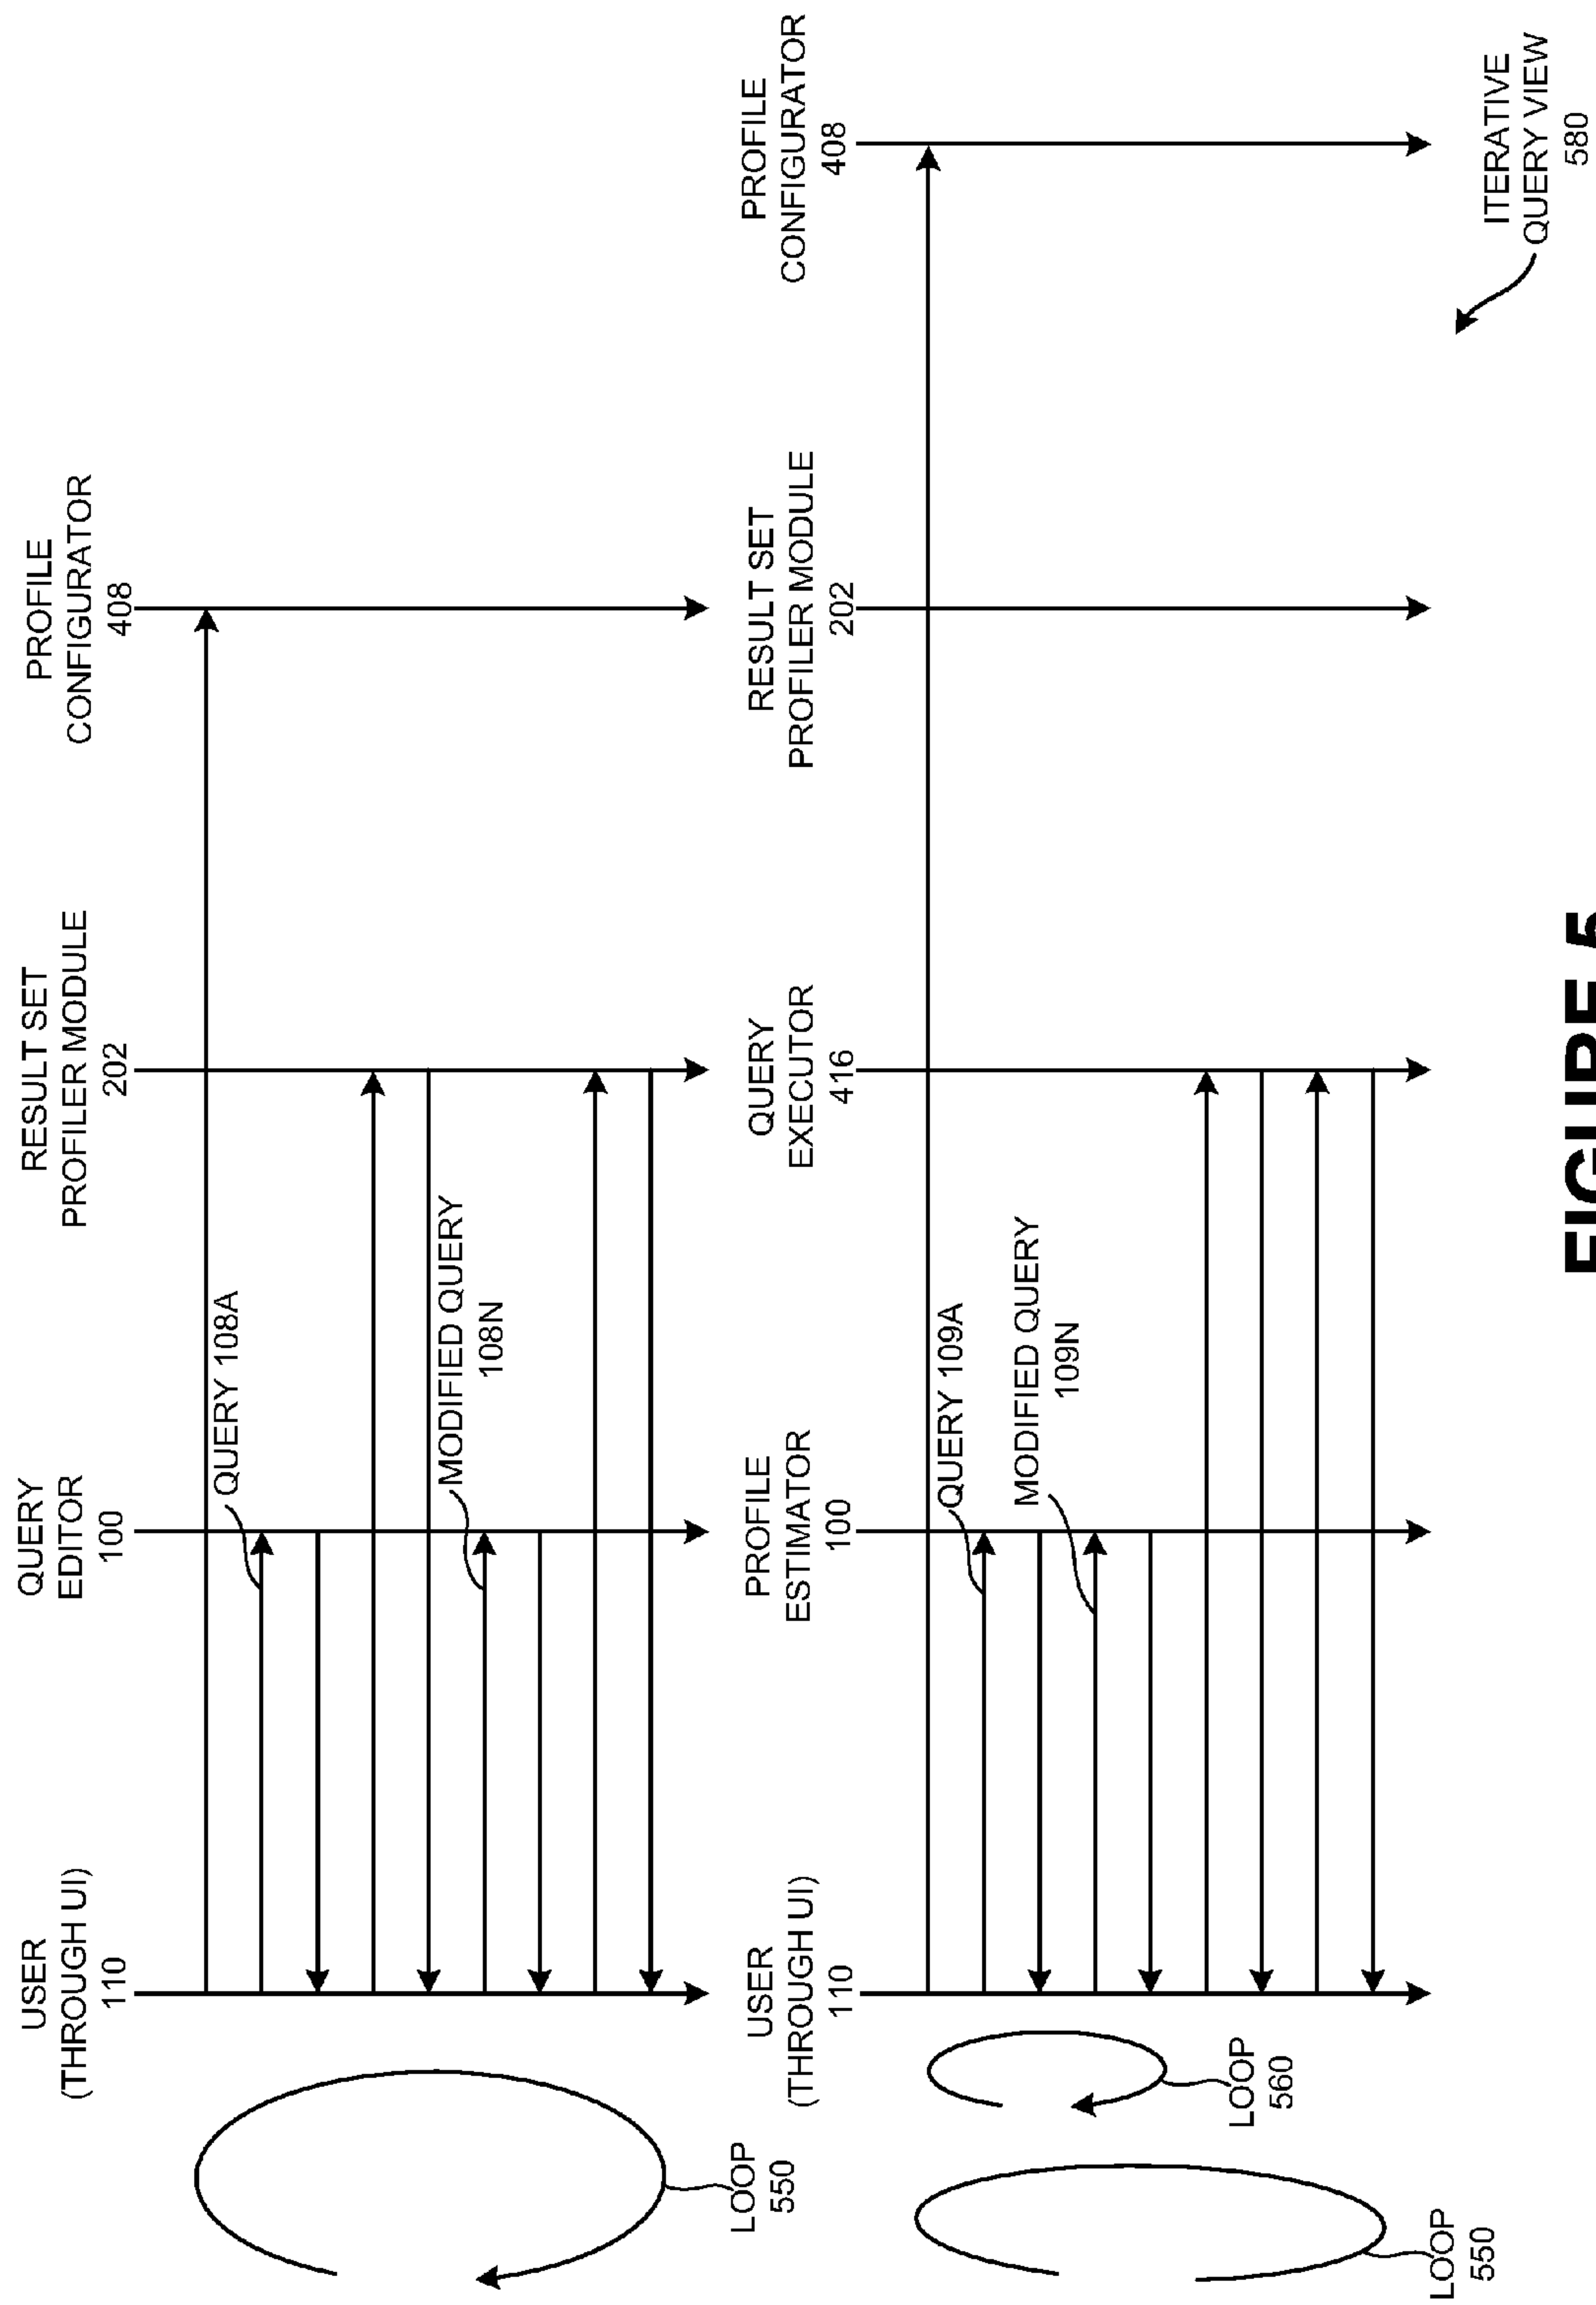 USER
(THROUGH UI)
110
QUERY
EDITOR
100
RESULT SET
PROFILER MODULE
202
PROFILE
CONFIGURATOR
408
QUERY 108A
MODIFIED QUERY
108N
LOOP
550
USER
(THROUGH UI)
110
PROFILE
ESTIMATOR
100
QUERY
EXECUTOR
416
RESULT SET
PROFILER MODULE
202
PROFILE
CONFIGURATOR
408
QUERY 109A
MODIFIED QUERY
109N
LOOP
560
LOOP
550
ITERATIVE
QUERY VIEW
580
FIGURE 5